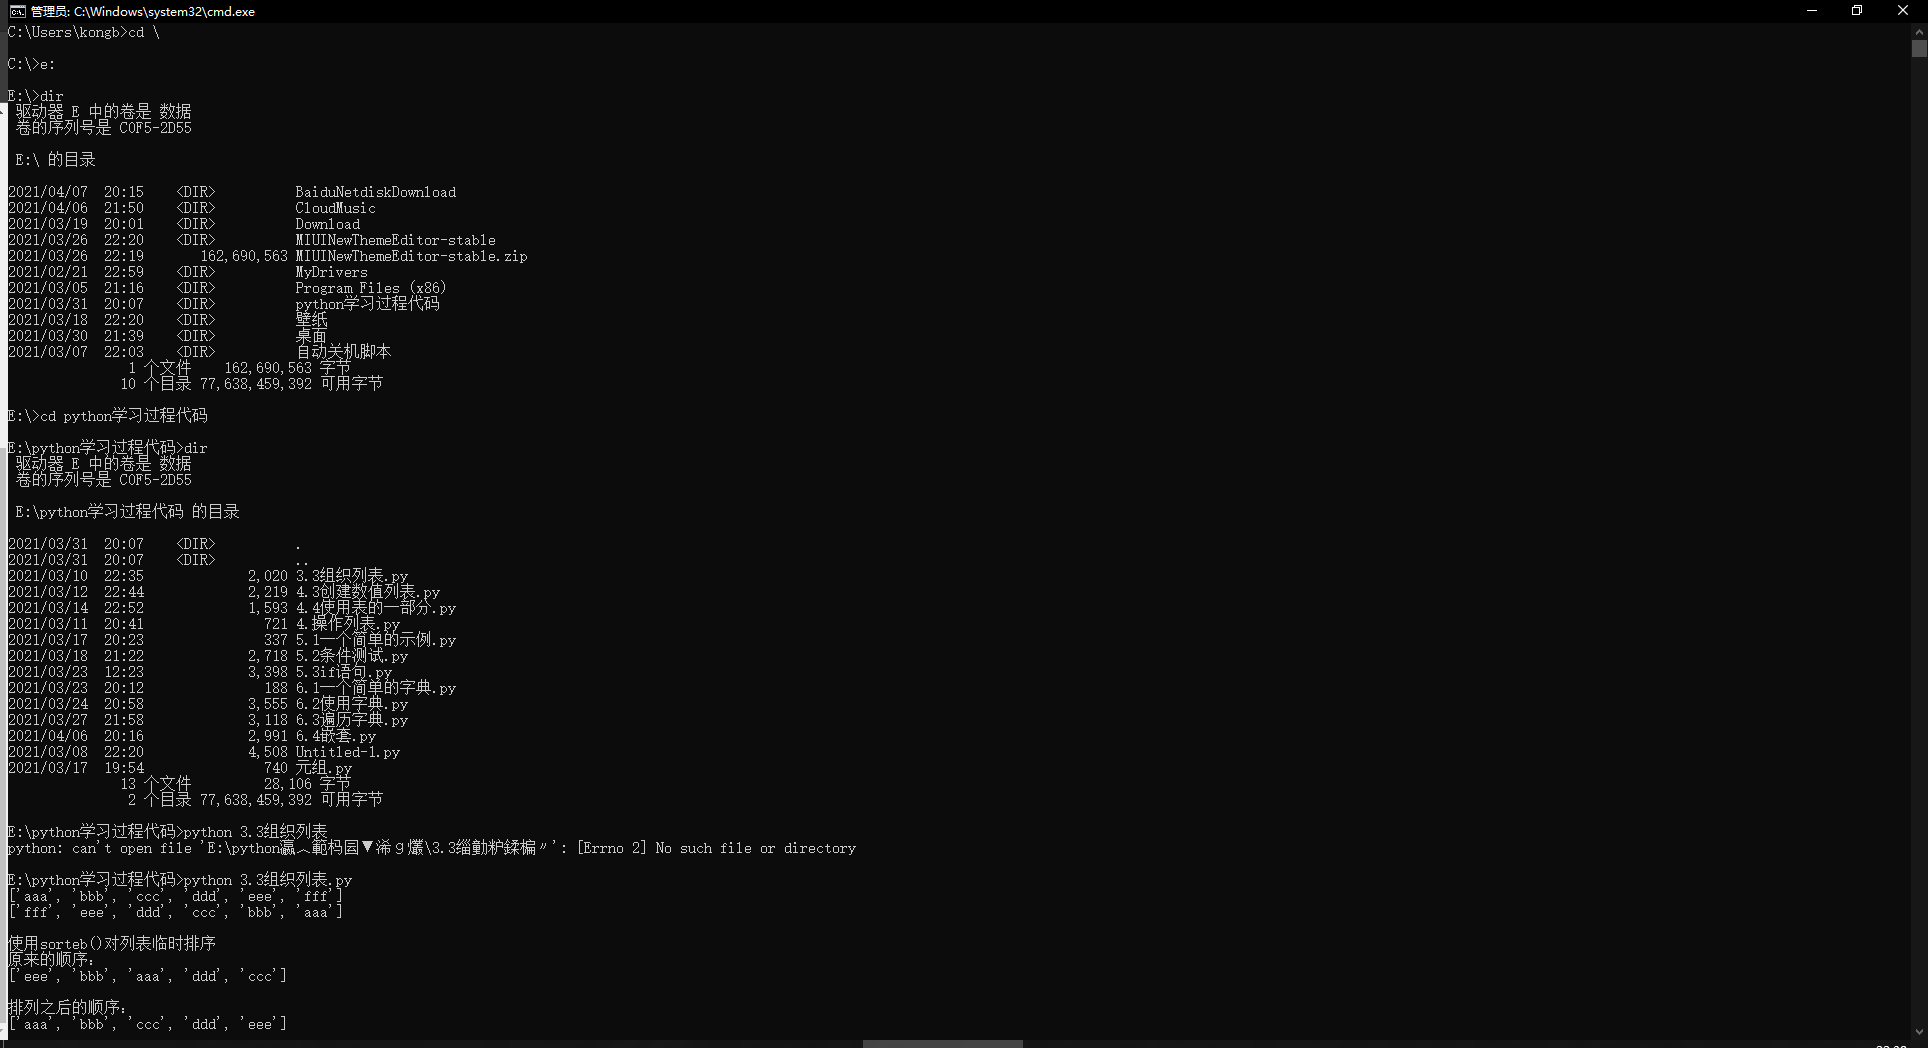 管理员: C:\Windows\system32\cmd.exe
C:\Users\kongb>cd \
C:\>e:
E:\>dir
驱动器 E 中的卷是 数据
卷的序列号是 C0F5-2D55
E:\ 的目录
2021/04/07  20:15    <DIR>          BaiduNetdiskDownload
2021/04/06  21:50    <DIR>          CloudMusic
2021/03/19  20:01    <DIR>          Download
2021/03/26  22:20    <DIR>          MIUINewThemeEditor-stable
2021/03/26  22:19       162,690,563 MIUINewThemeEditor-stable.zip
2021/02/21  22:59    <DIR>          MyDrivers
2021/03/05  21:16    <DIR>          Program Files (x86)
2021/03/31  20:07    <DIR>          python学习过程代码
2021/03/18  22:20    <DIR>          壁纸
2021/03/30  21:39    <DIR>          桌面
2021/03/07  22:03    <DIR>          自动关机脚本
1 个文件    162,690,563 字节
10 个目录 77,638,459,392 可用字节
E:\>cd python学习过程代码
E:\python学习过程代码>dir
驱动器 E 中的卷是 数据
卷的序列号是 C0F5-2D55
E:\python学习过程代码 的目录
2021/03/31  20:07    <DIR>          .
2021/03/31  20:07    <DIR>          ..
2021/03/10  22:35             2,020 3.3组织列表.py
2021/03/12  22:44             2,219 4.3创建数值列表.py
2021/03/14  22:52             1,593 4.4使用表的一部分.py
2021/03/11  20:41               721 4.操作列表.py
2021/03/17  20:23               337 5.1一个简单的示例.py
2021/03/18  21:22             2,718 5.2条件测试.py
2021/03/23  12:23             3,398 5.3if语句.py
2021/03/23  20:12               188 6.1一个简单的字典.py
2021/03/24  20:58             3,555 6.2使用字典.py
2021/03/27  21:58             3,118 6.3遍历字典.py
2021/04/06  20:16             2,991 6.4嵌套.py
2021/03/08  22:20             4,508 Untitled-1.py
2021/03/17  19:54               740 元组.py
13 个文件         28,106 字节
2 个目录 77,638,459,392 可用字节
E:\python学习过程代码>python 3.3组织列表
python: can't open file 'E:\python \3.3 ': [Errno 2] No such file or directory
E:\python学习过程代码>python 3.3组织列表.py
['aaa', 'bbb', 'ccc', 'ddd', 'eee', 'fff']
['fff', 'eee', 'ddd', 'ccc', 'bbb', 'aaa']
使用sorteb()对列表临时排序
原来的顺序：
['eee', 'bbb', 'aaa', 'ddd', 'ccc']
排列之后的顺序：
['aaa', 'bbb', 'ccc', 'ddd', 'eee']